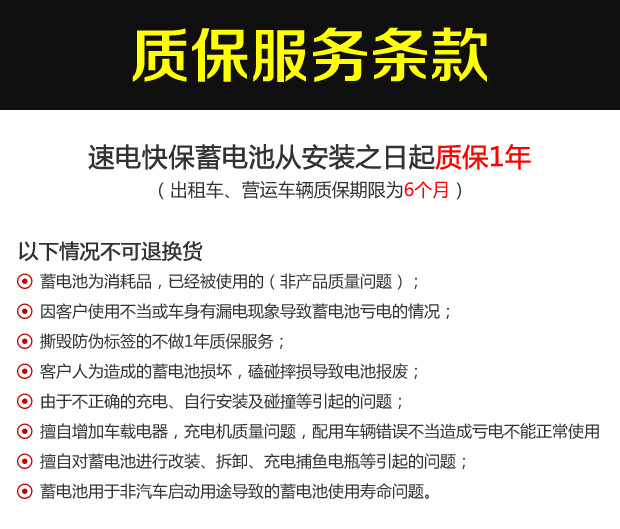 质保服务条款
速电快保蓄电池从安装之日起质保1年
（出租车、营运车辆质保期限为6个月）
以下情况不可退换货
蓄电池为消耗品，已经被使用的（非产品质量问题）；
因客户使用不当或车身有漏电现象导致蓄电池亏电的情况；
撕毁防伪标签的不做1年质保服务；
客户人为造成的蓄电池损坏，磕碰摔损导致电池报废；
由于不正确的充电、自行安装及碰撞等引起的问题；
擅自增加车载电器，充电机质量问题，配用车辆错误不当造成亏电不能正常使用
擅自对蓄电池进行改装、拆卸、充电捕鱼电瓶等引起的问题；
蓄电池用于非汽车启动用途导致的蓄电池使用寿命问题。